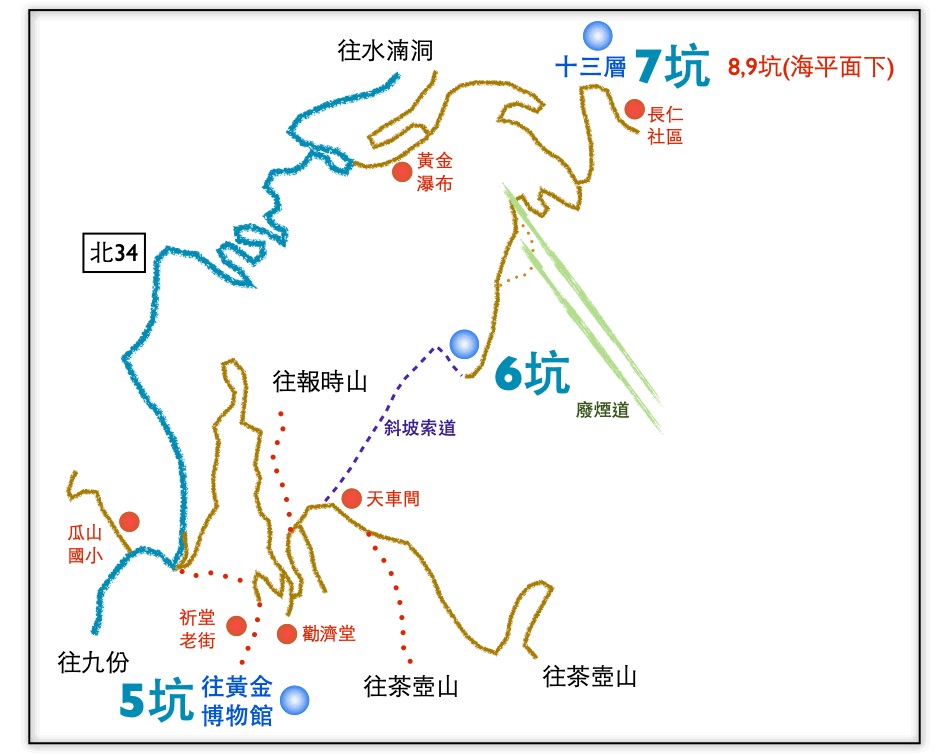 往水湳洞
十三層 7坑 8,9坑(海平面下)
長仁
社區
黃金
瀑布
北34
6坑
往報時山
廢煙道
斜坡索道
天車間
瓜山
國小
祈堂
老街
勸濟堂
往九份
往茶壺山
往茶壺山
5坑
往黃金
博物館